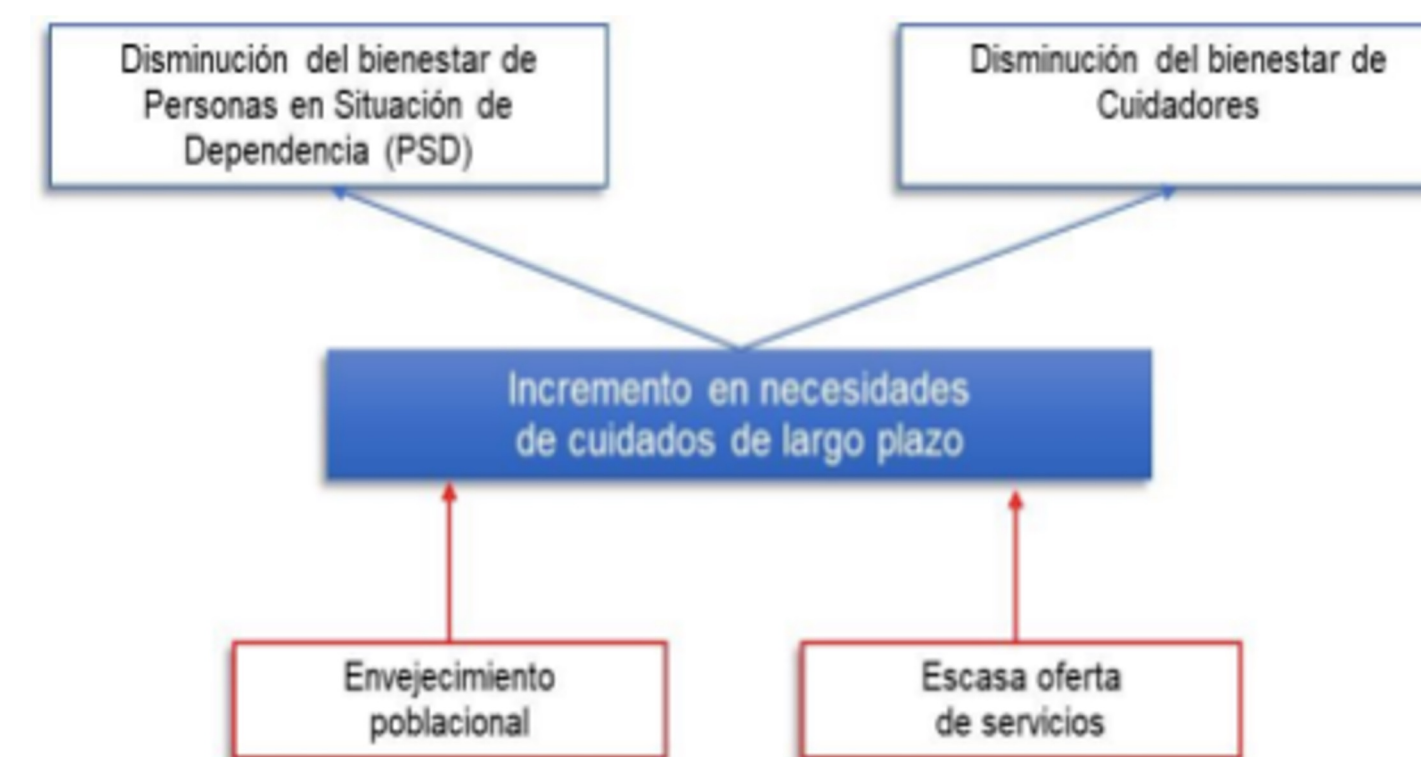 Disminución del bienestar de
Personas en Situación de
Dependencia (PSD)
Disminución del bienestar de
Cuidadores
Incremento en necesidades
de cuidados de largo plazo
Envejecimiento
poblacional
Escasa oferta
de servicios